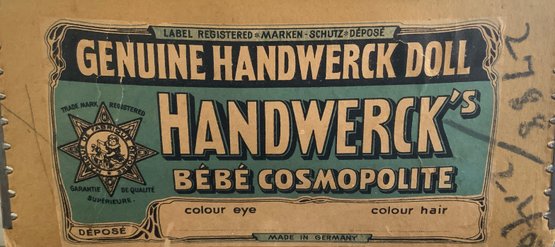 LABEL REGISTERED * MARKEN-SCHUTZ * DÉPOSÉ
GENUINE HANDWERCK DOLL
TRADE MARK REGISTERED
HANDWERCK'S
BÉBÉ COSMOPOLITE
GARANTIE DE QUALITÉ
SUPÉRIEURE.
colour eye colour hair
DÉPOSÉ
MADE IN GERMANY